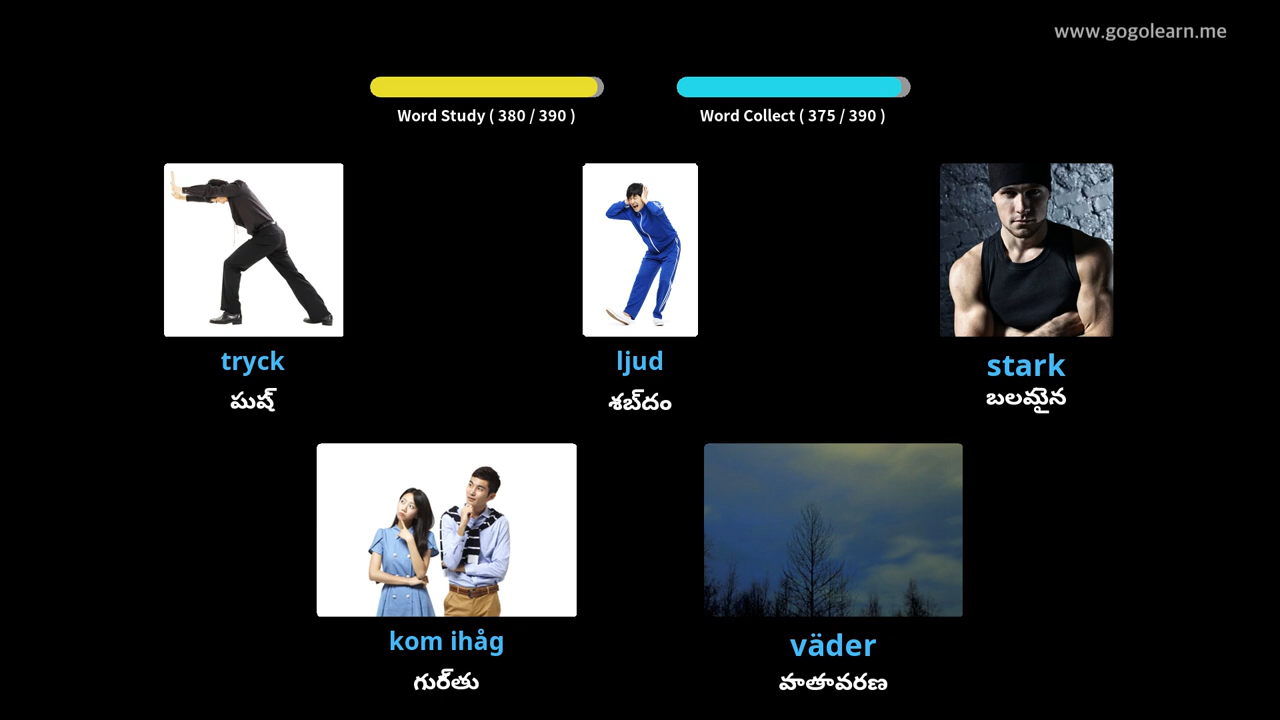 www.gogolearn.me
Word Study ( 380 / 390 )
Word Collect ( 375 / 390 )
tryck
ljud
stark
పుష్
శబ్‌దం
బలమైన
kom ihåg
väder
గుర్‌తు
వాతావరణ